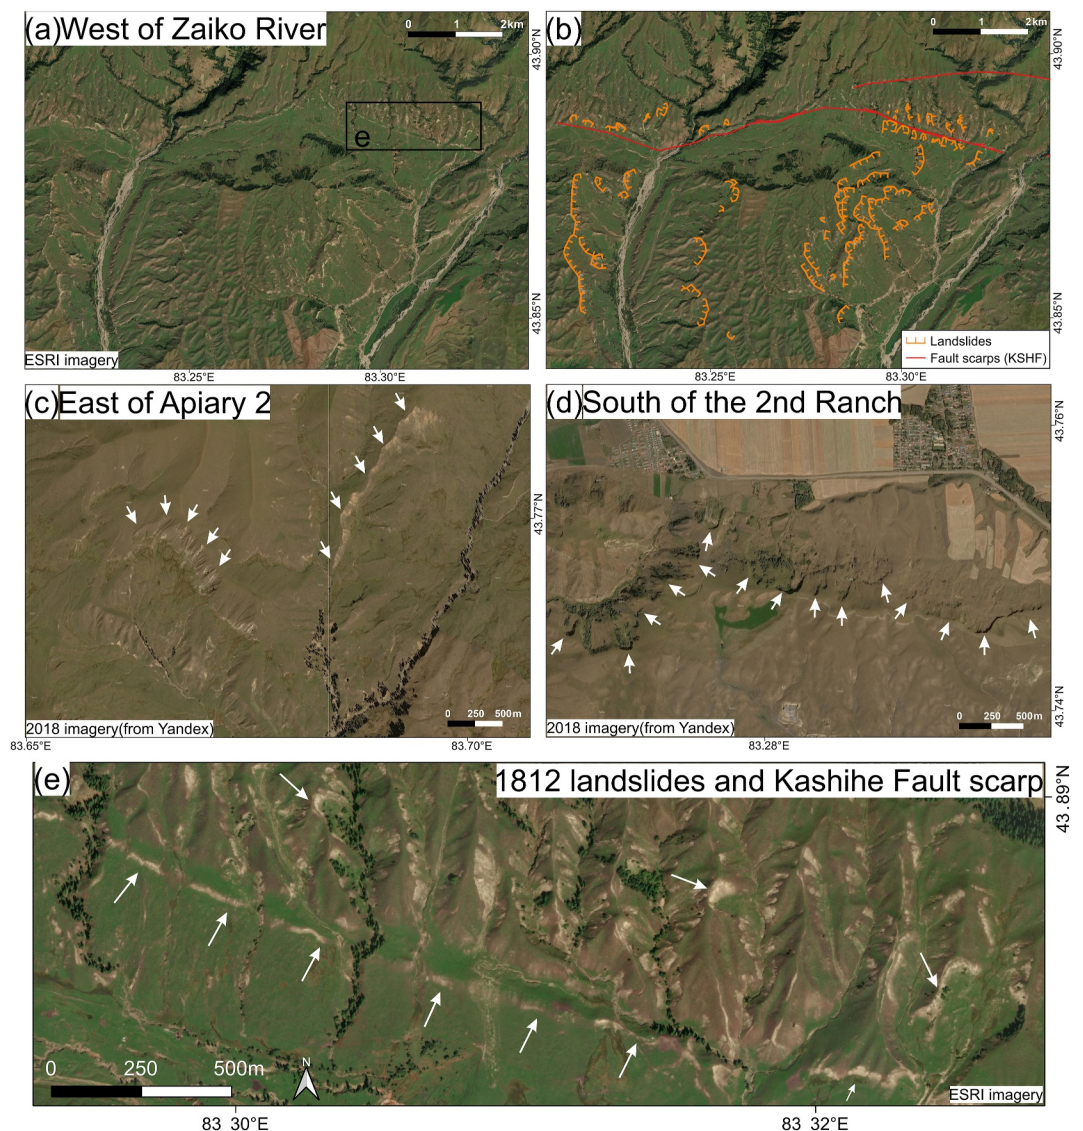 (a)West of Zaiko River
0 1 2km
e
ESRI imagery
83.25°E
83.30°E
(b)
0 1 2km
43.90°N
43.85°N
Landslides
Fault scarps (KSHF)
83.25°E
83.30°E
(c)East of Apiary 2
43.77°N
2018 imagery(from Yandex)
0 250 500m
83.65°E
83.70°E
(d)South of the 2nd Ranch
43.76°N
43.74°N
2018 imagery(from Yandex)
0 250 500m
83.28°E
(e)
1812 landslides and Kashihe Fault scarp
43.89°N
0 250 500m
N
ESRI imagery
83 30°E
83 32°E